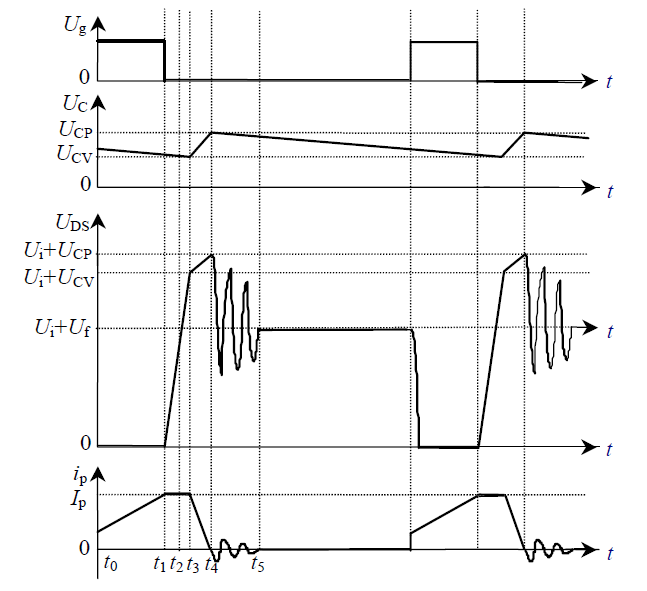 Ug
0
t
UC
UCP
UCV
0
t
UDS
Ui+UCP
Ui+UCV
Ui+Uf
t
0
t
ip
Ip
0
t0 t1 t2 t3 t4 t5
t